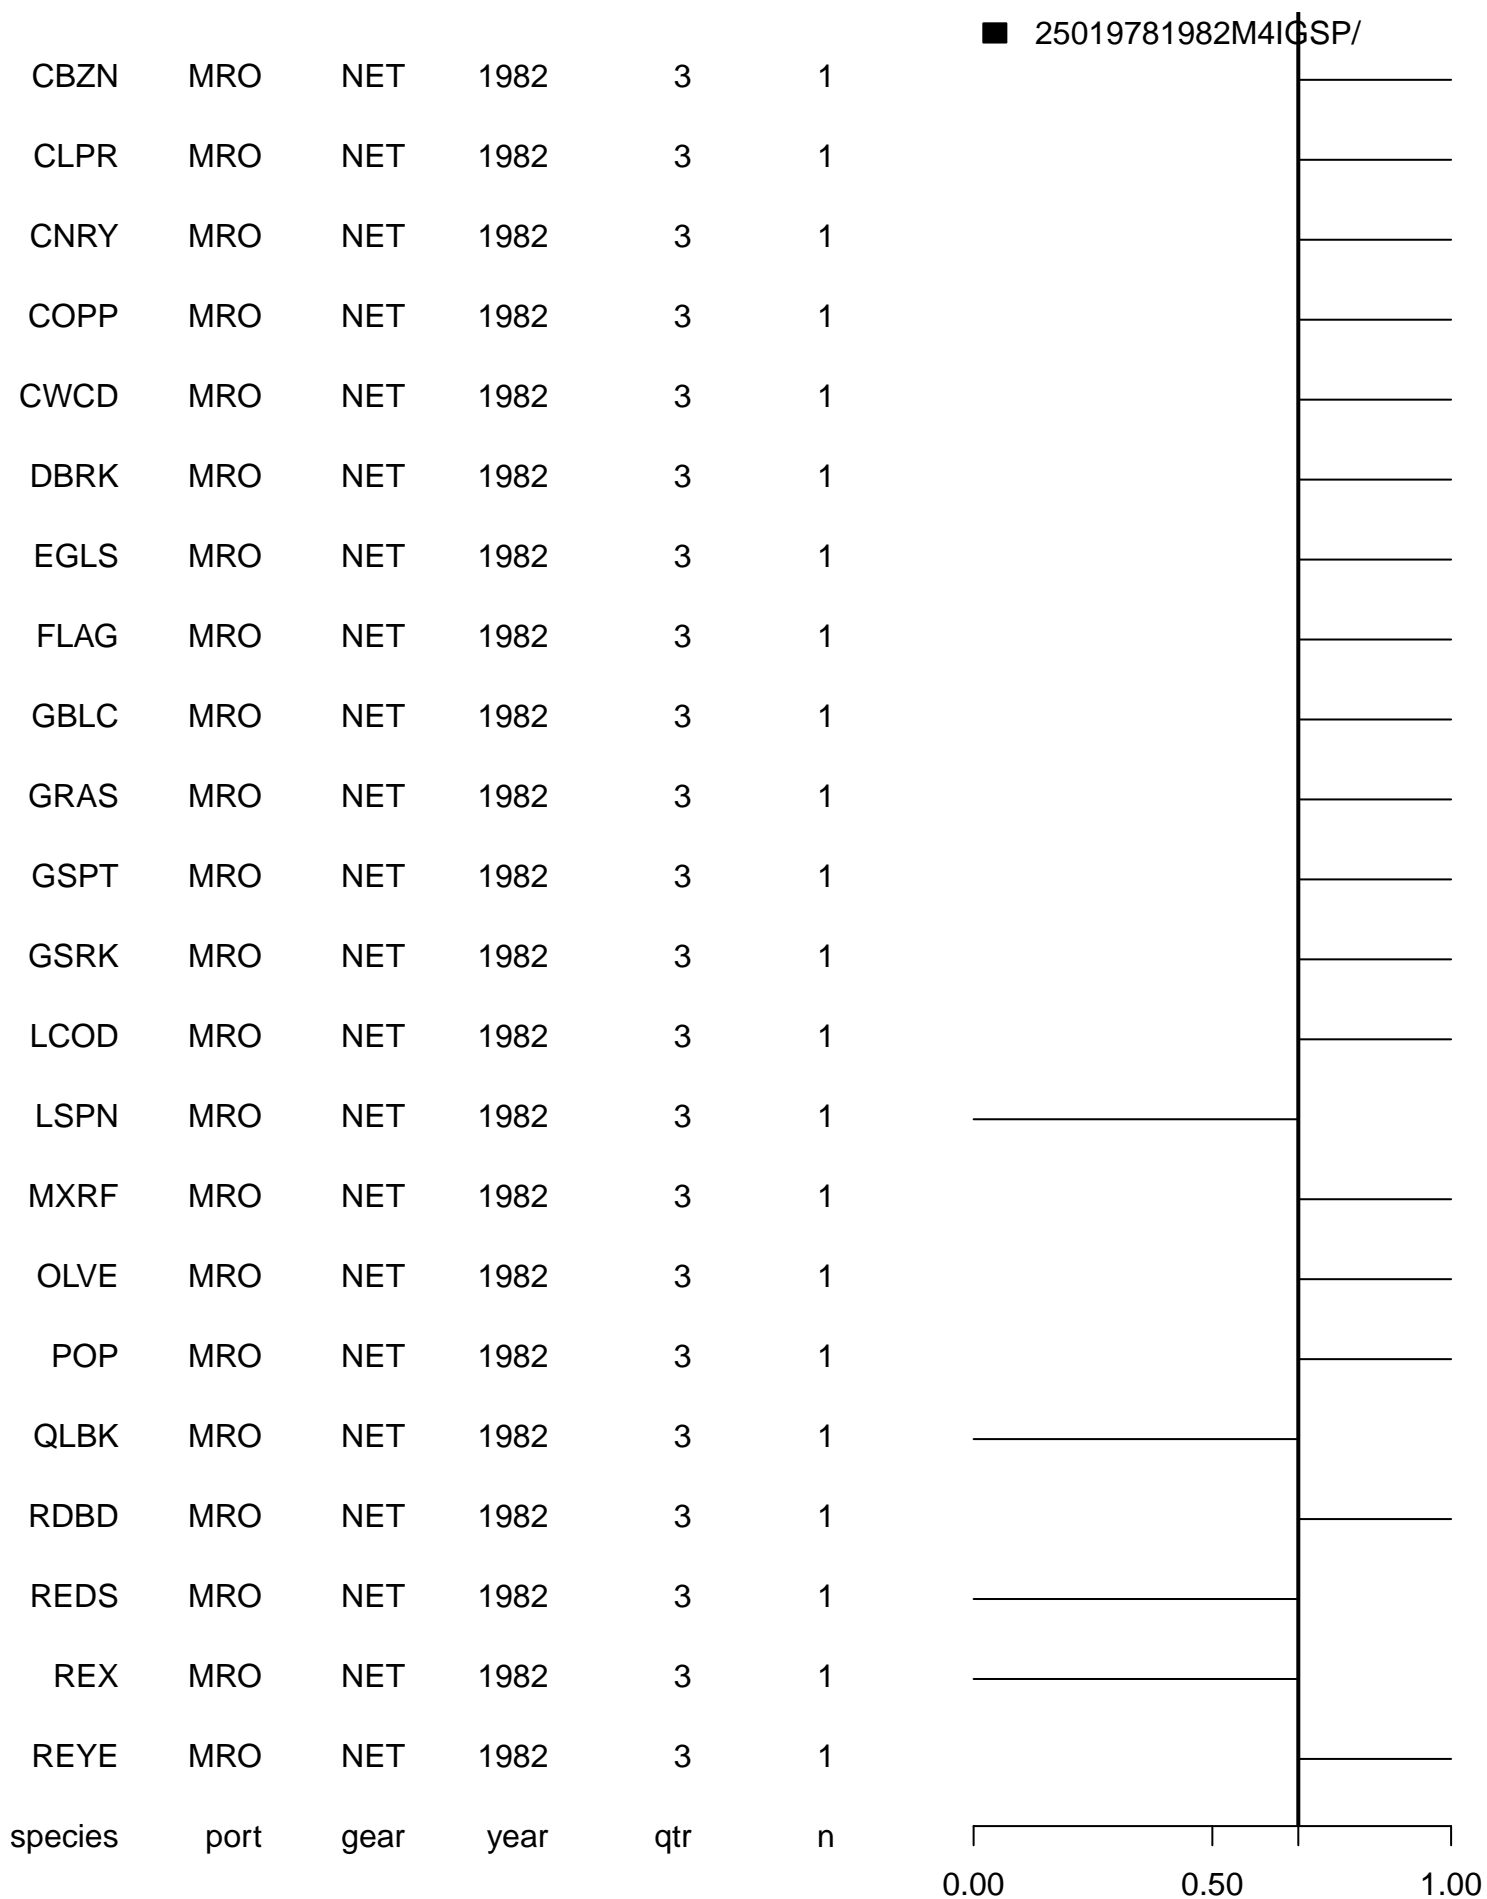 25019781982M4IGSP/
CBZN MRO NET 1982 3 1
CLPR MRO NET 1982 3 1
CNRY MRO NET 1982 3 1
COPP MRO NET 1982 3 1
CWCD MRO NET 1982 3 1
DBRK MRO NET 1982 3 1
EGLS MRO NET 1982 3 1
FLAG MRO NET 1982 3 1
GBLC MRO NET 1982 3 1
GRAS MRO NET 1982 3 1
GSPT MRO NET 1982 3 1
GSRK MRO NET 1982 3 1
LCOD MRO NET 1982 3 1
LSPN MRO NET 1982 3 1
MXRF MRO NET 1982 3 1
OLVE MRO NET 1982 3 1
POP MRO NET 1982 3 1
QLBK MRO NET 1982 3 1
RDBD MRO NET 1982 3 1
REDS MRO NET 1982 3 1
REX MRO NET 1982 3 1
REYE MRO NET 1982 3 1
species port gear year qtr n
0.00 0.50 1.00